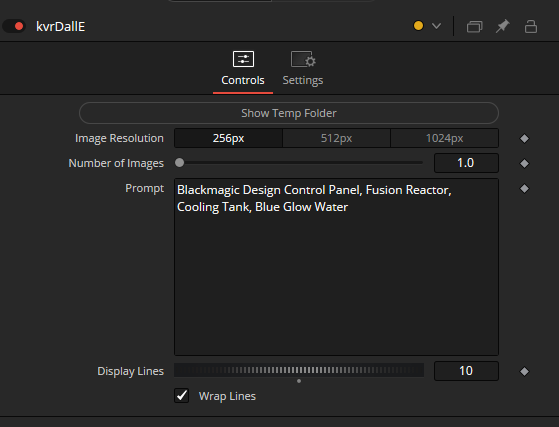 kvrDallE
Controls
Settings
Show Temp Folder
Image Resolution
256px
512px
1024px
Number of Images
1.0
Prompt
Blackmagic Design Control Panel, Fusion Reactor,
Cooling Tank, Blue Glow Water
Display Lines
10
Wrap Lines